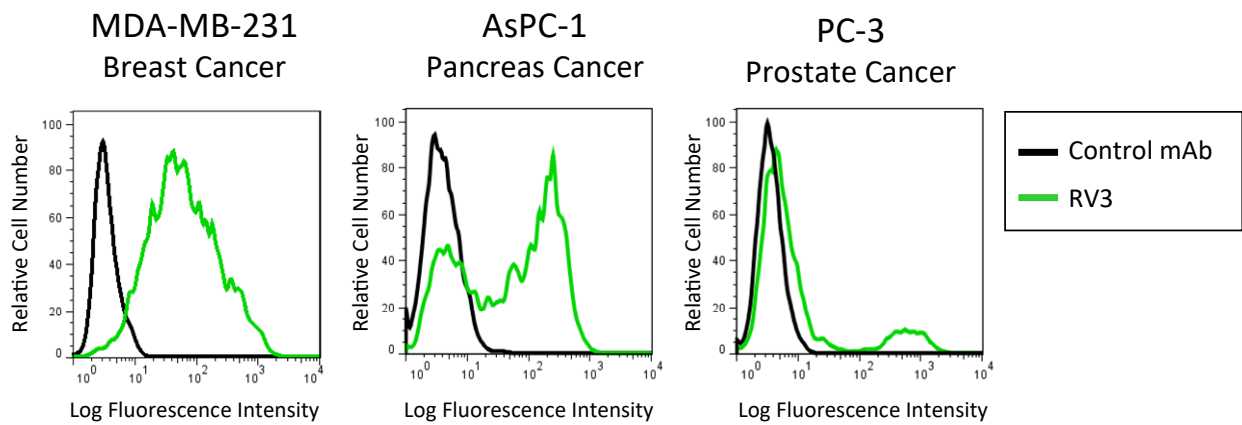 MDA-MB-231
Breast Cancer
AsPC-1
Pancreas Cancer
PC-3
Prostate Cancer
Relative Cell Number
100
80
60
40
20
0
10^0 10^1 10^2 10^3 10^4
Log Fluorescence Intensity
Relative Cell Number
100
80
60
40
20
0
10^0 10^1 10^2 10^3 10^4
Log Fluorescence Intensity
Relative Cell Number
100
80
60
40
20
0
10^0 10^1 10^2 10^3 10^4
Log Fluorescence Intensity
Control mAb
RV3